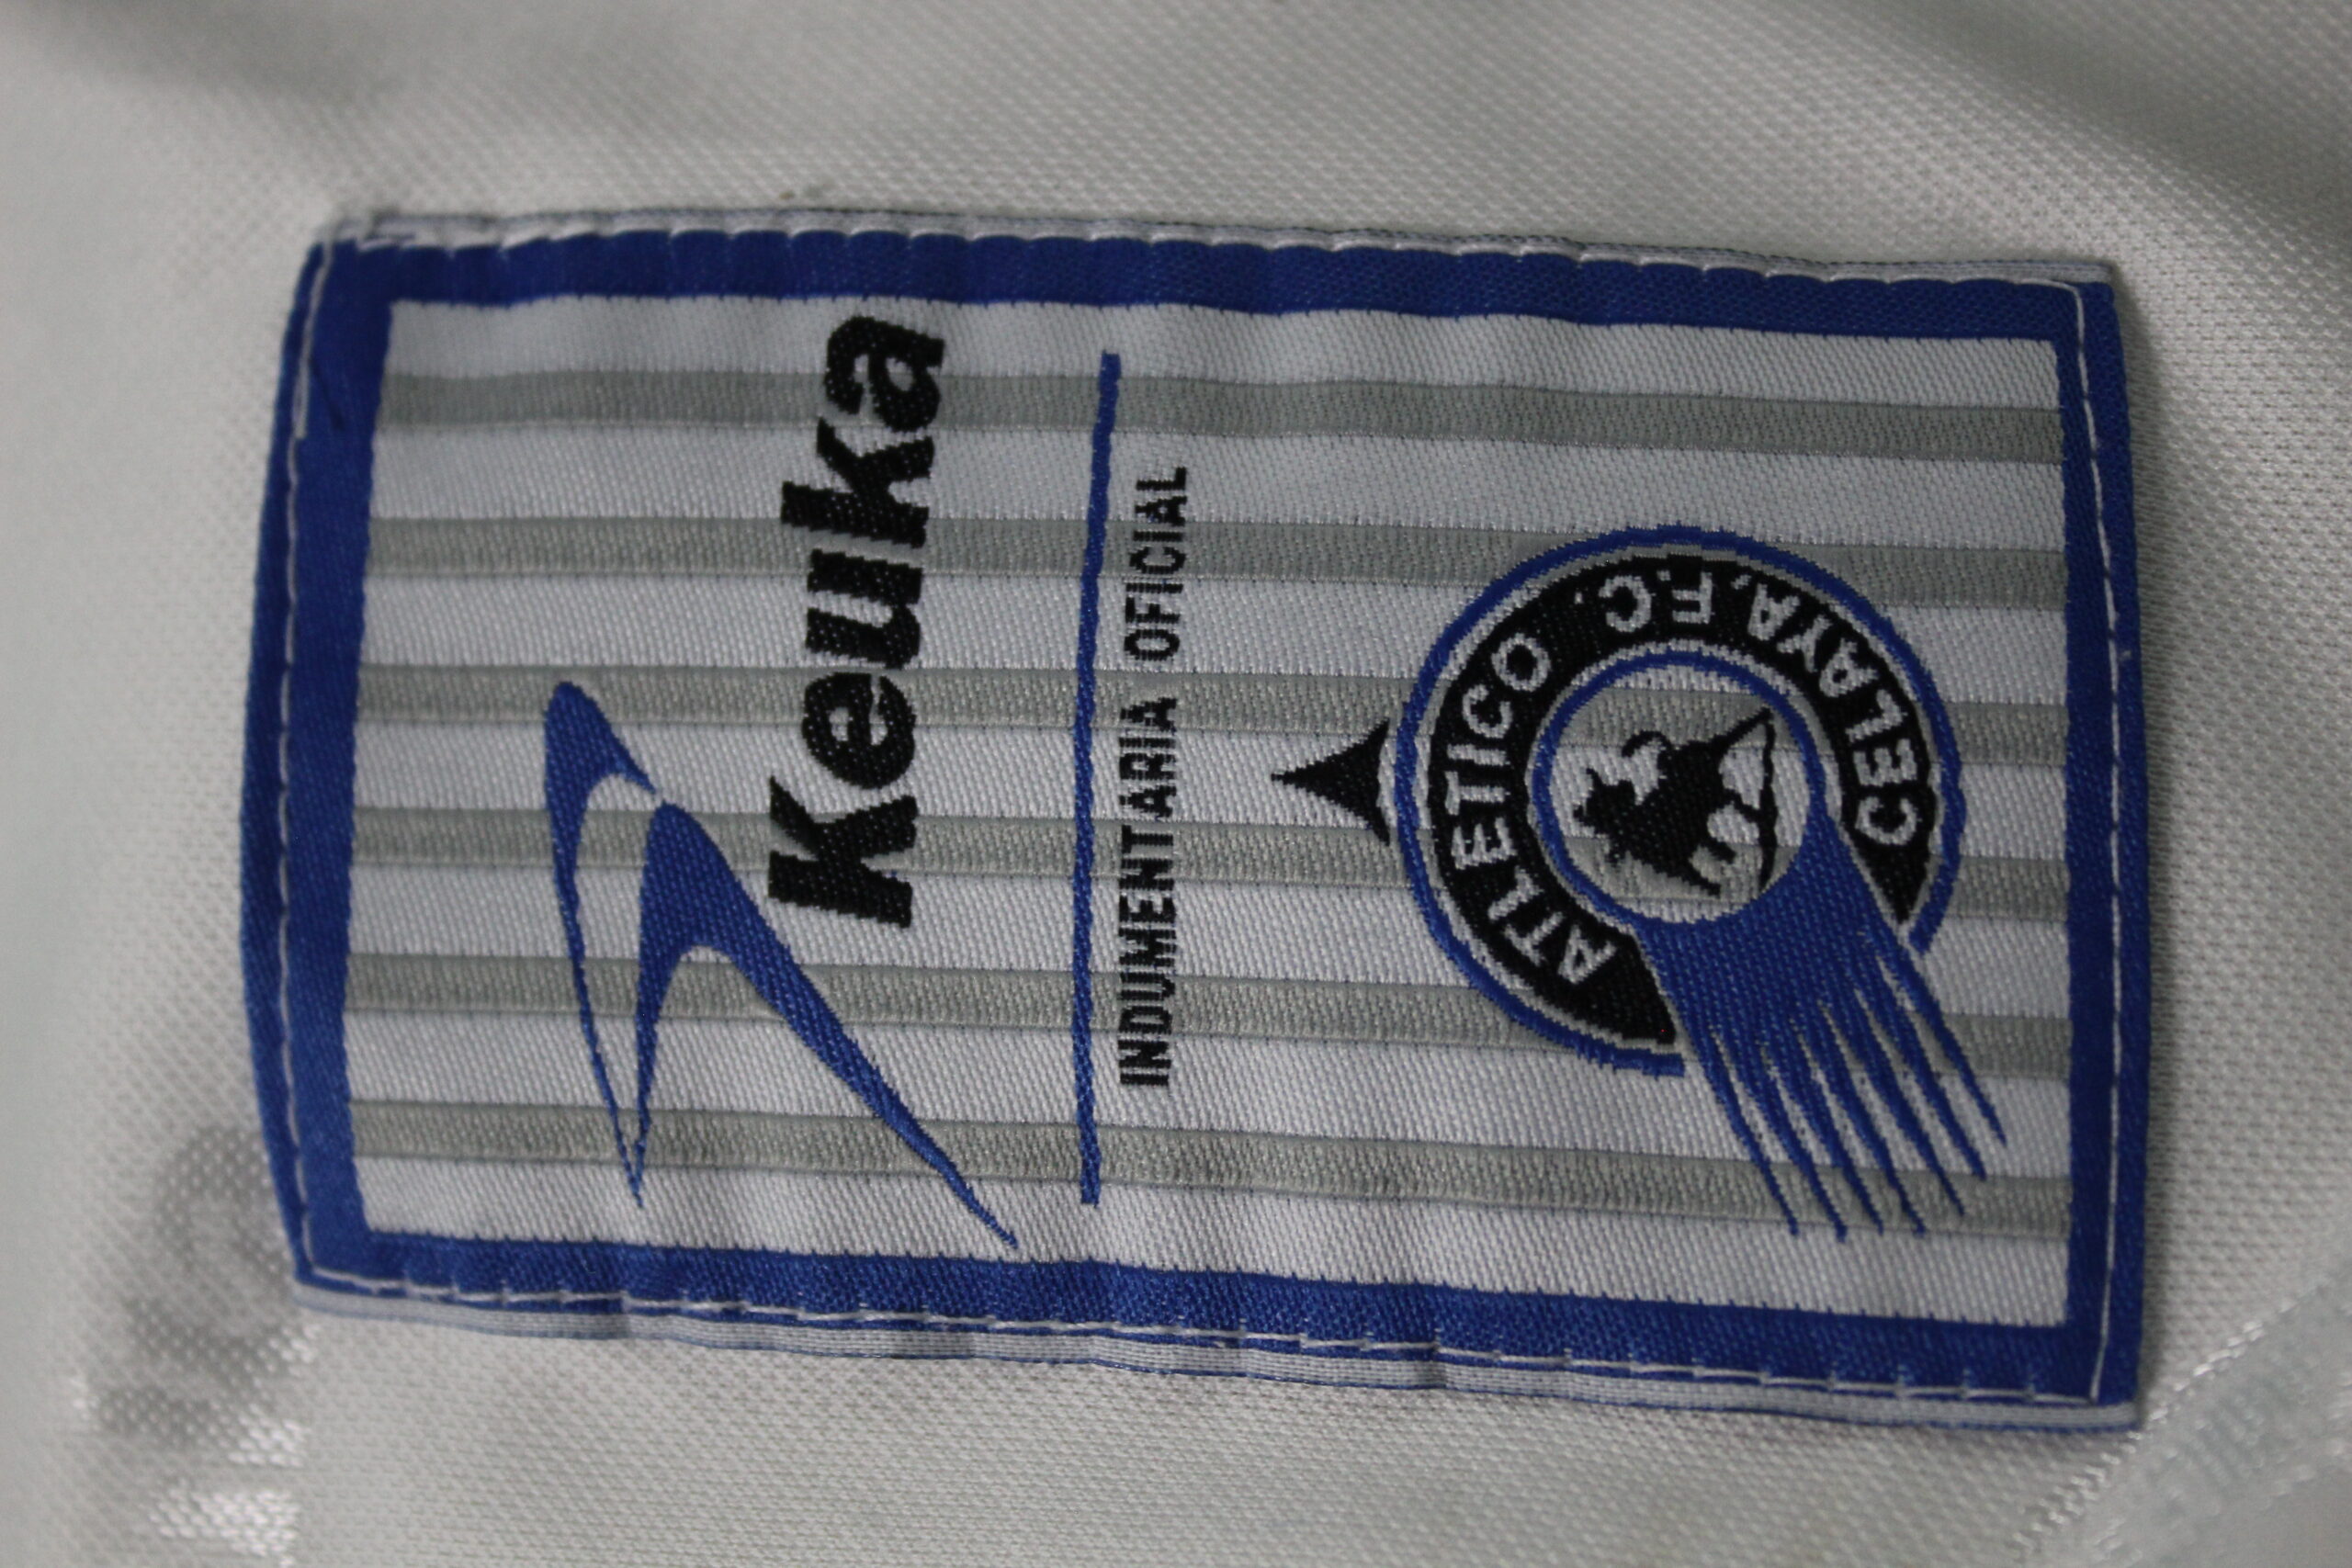 Keuka
INDUMENTARIA OFICIAL
ATLETICO
CELAYA, F.C.